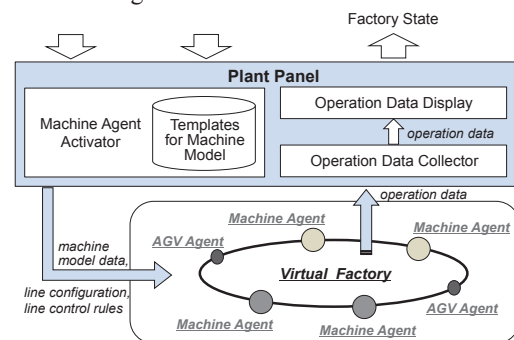 Factory State
Plant Panel
Machine Agent
Activator
Templates
for Machine
Model
Operation Data Display
operation data
Operation Data Collector
operation data
machine
model data,
line configuration,
line control rules
Machine Agent
Machine Agent
AGV Agent
Virtual Factory
AGV Agent
Machine Agent
Machine Agent